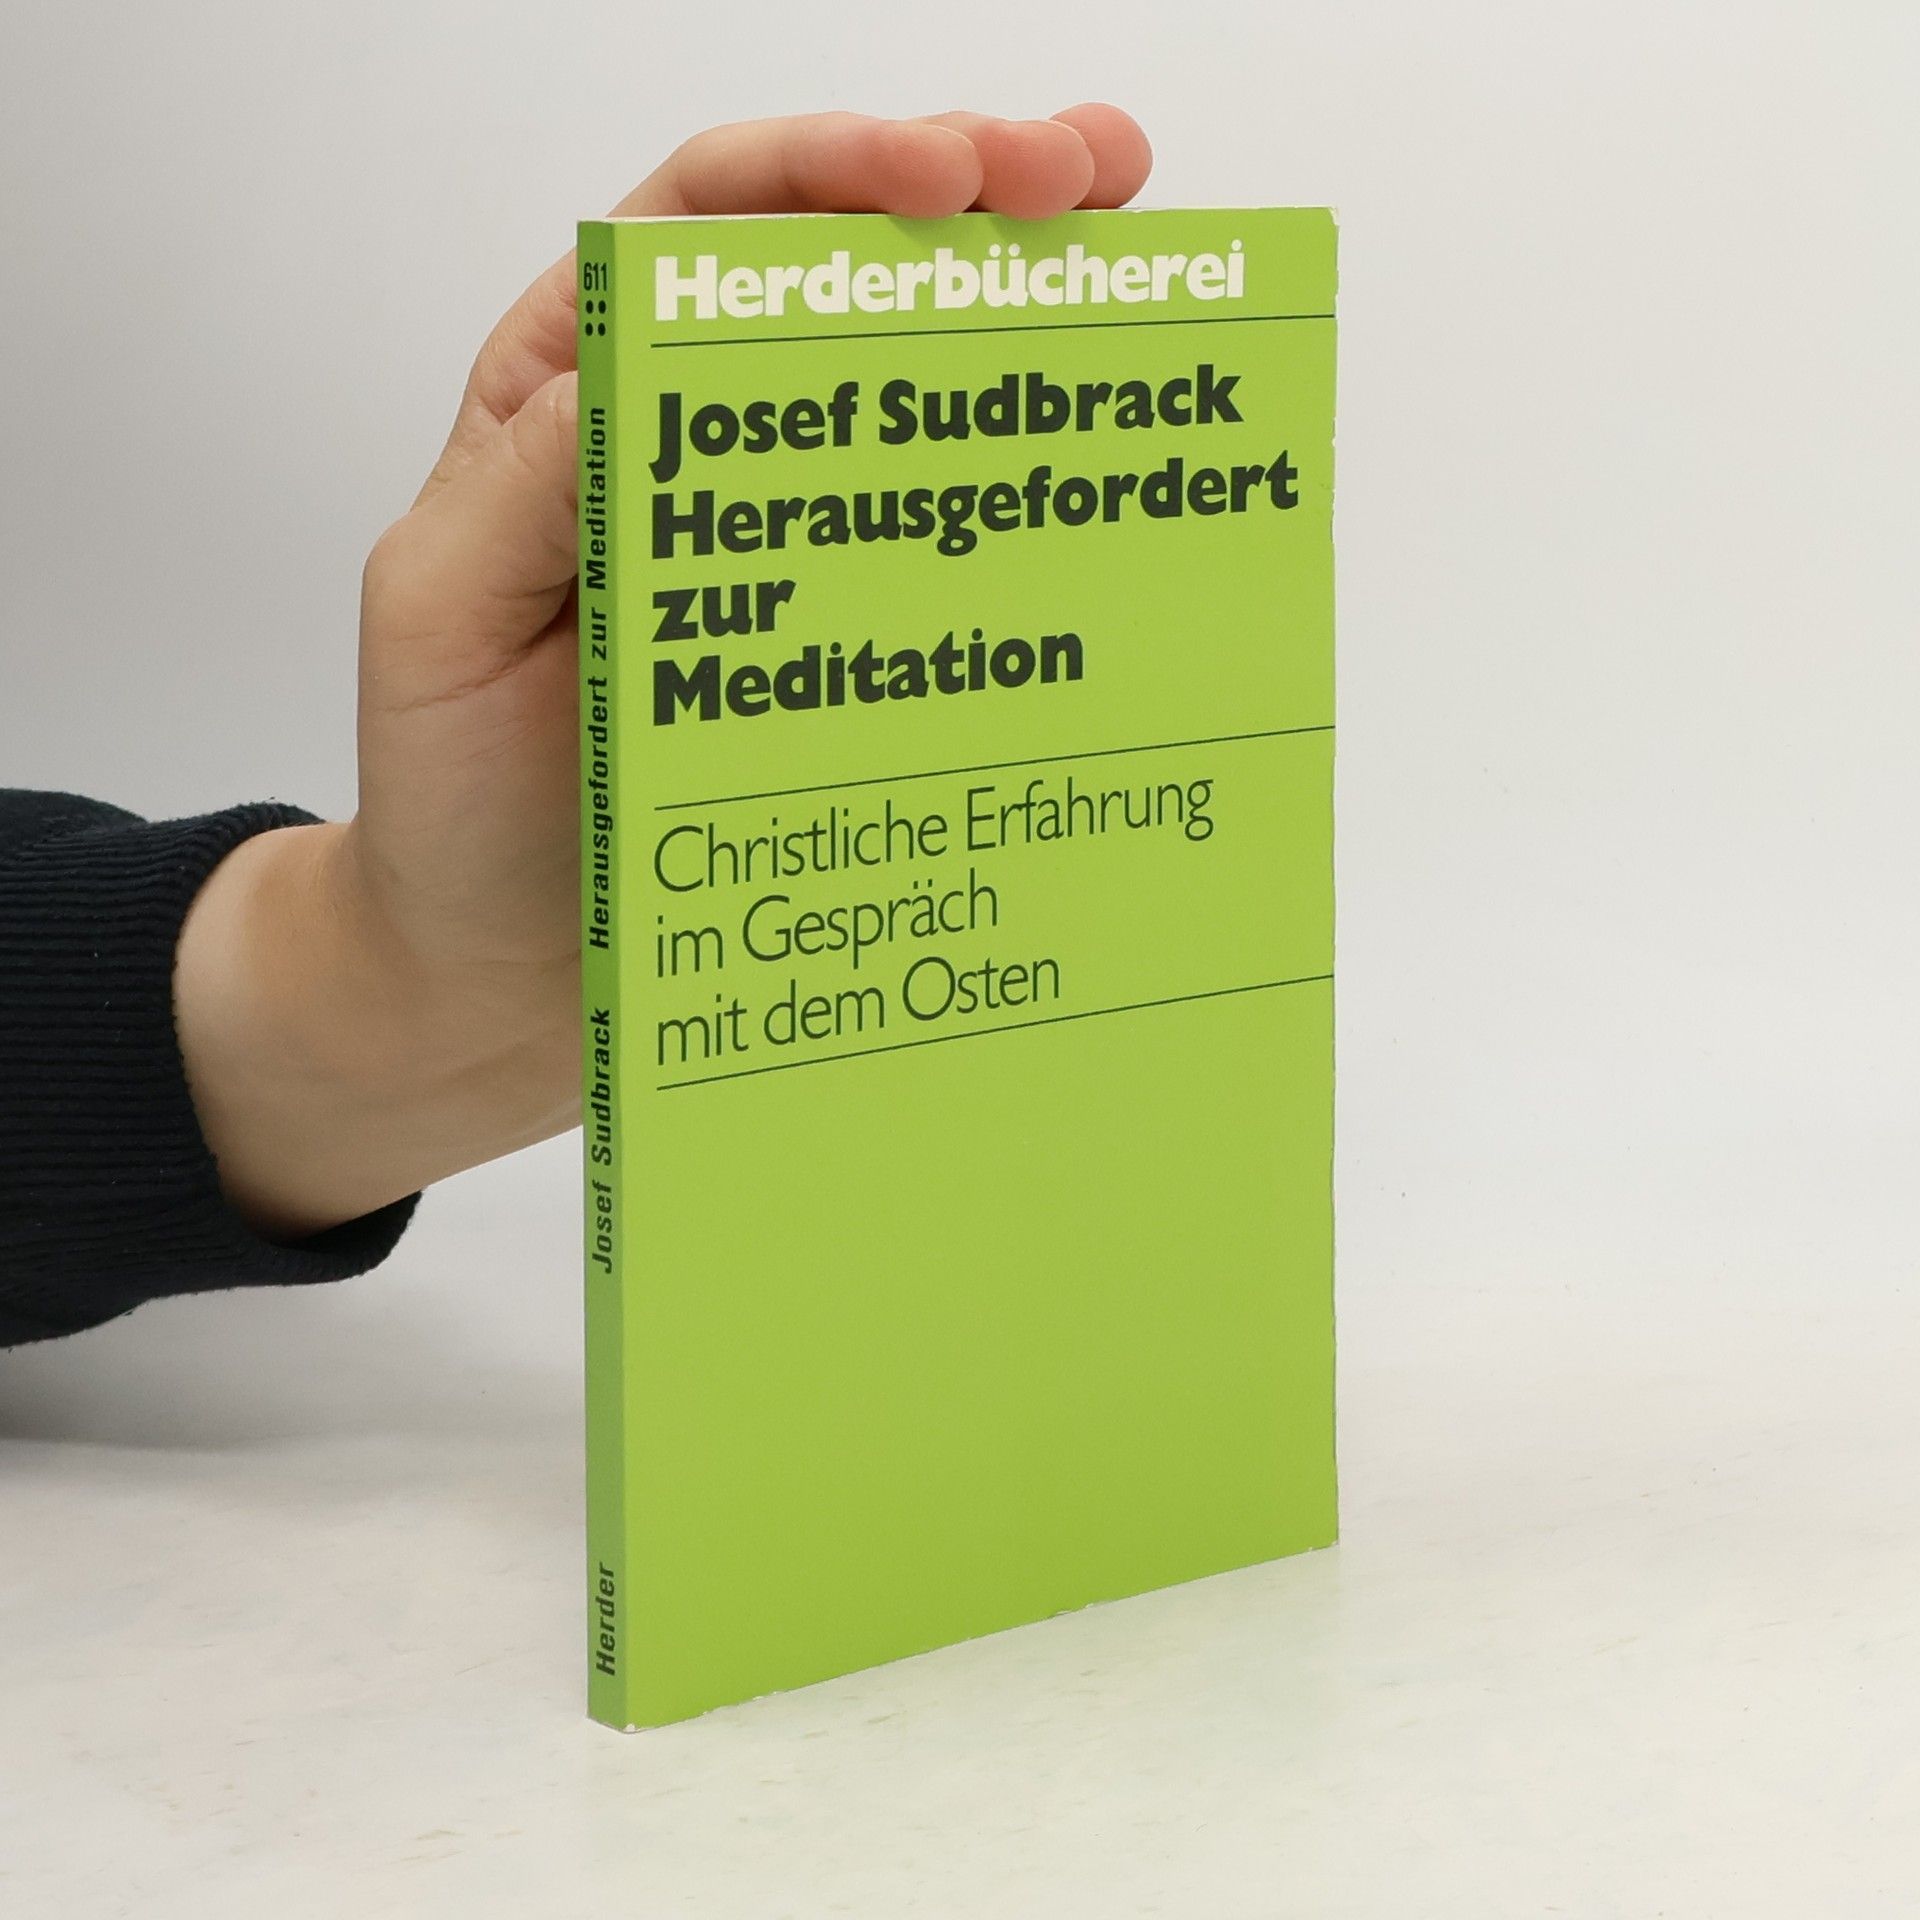 Herderbücherei
Josef Sudbrack
Herausgefordert
zur
Meditation
Christliche Erfahrung
im Gespräch
mit dem Osten
611
Josef Sudbrack Herausgefordert zur Meditation
Herder